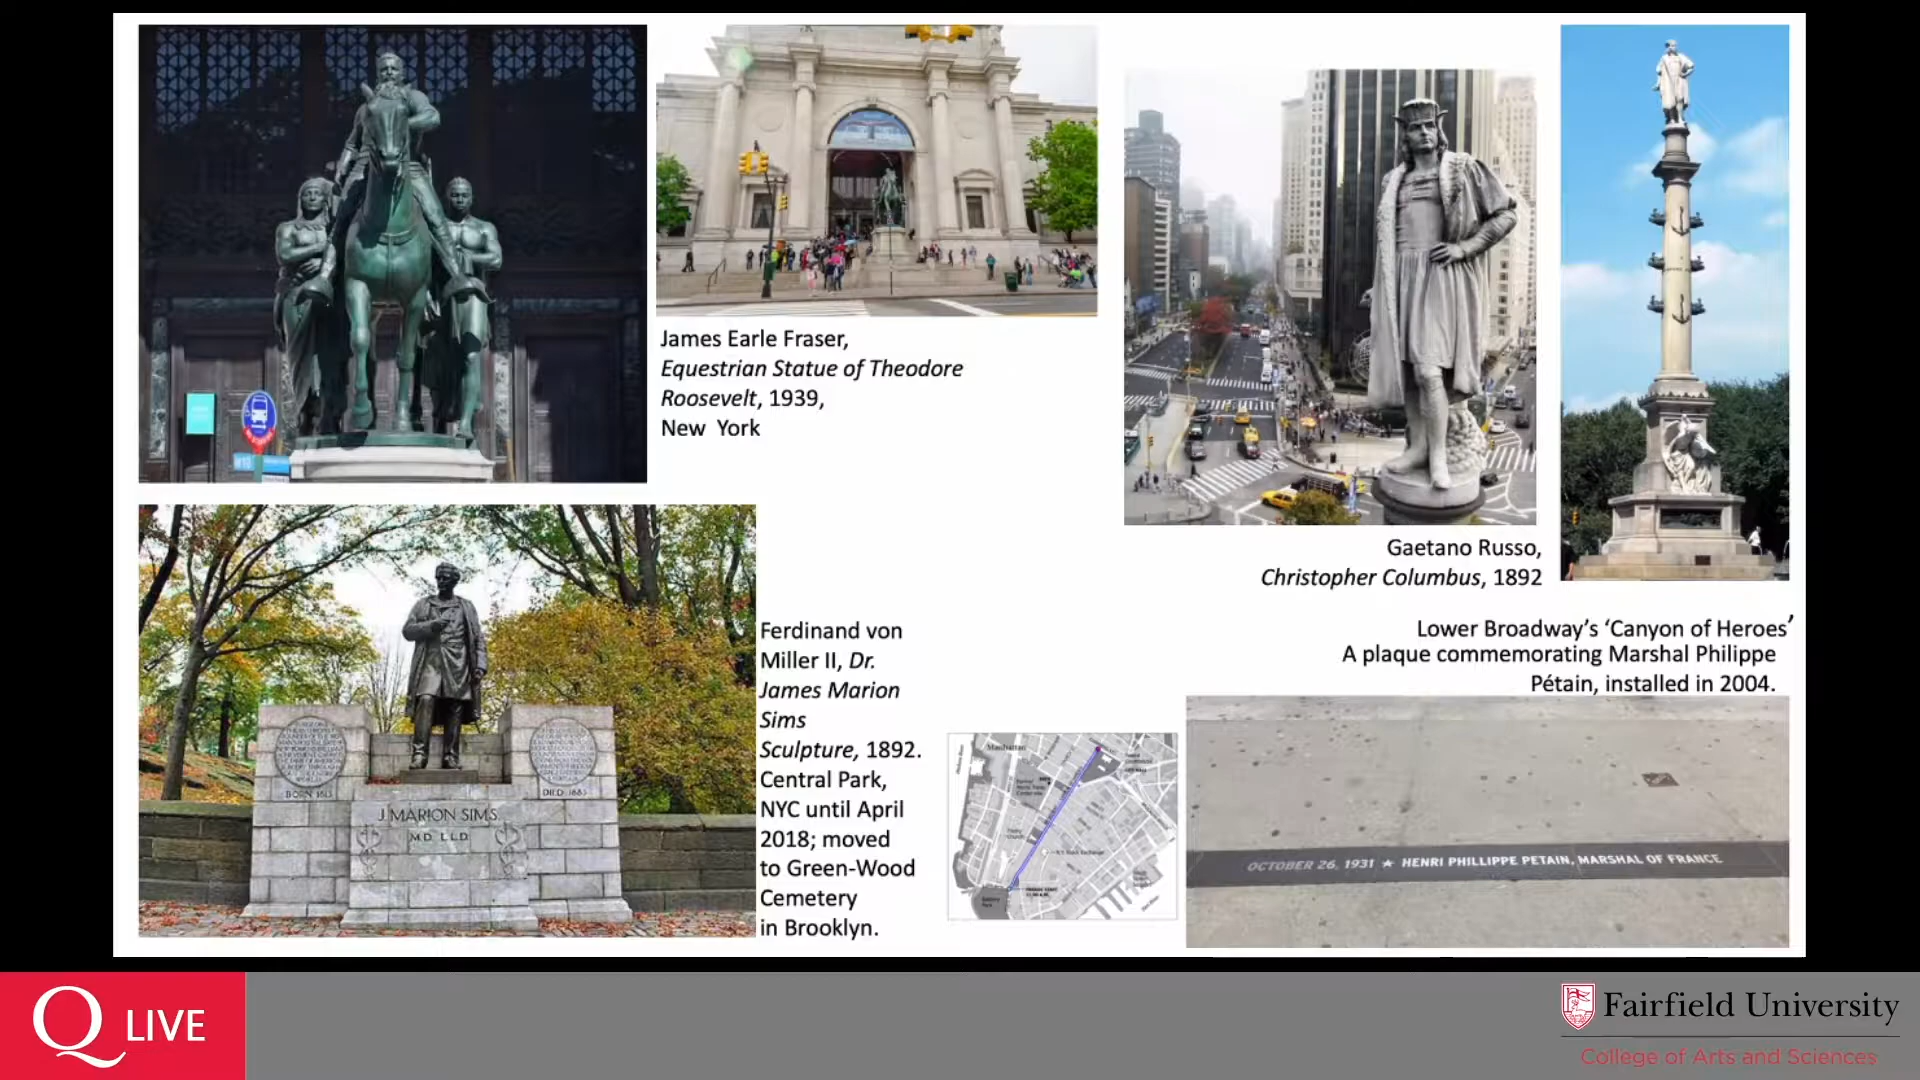 James Earle Fraser,
Equestrian Statue of Theodore
Roosevelt, 1939,
New York
Gaetano Russo,
Christopher Columbus, 1892
Lower Broadway's 'Canyon of Heroes'
A plaque commemorating Marshal Philippe
Pétain, installed in 2004.
Ferdinand von
Miller II, Dr.
James Marion
Sims
Sculpture, 1892.
Central Park,
NYC until April
2018; moved
to Green-Wood
Cemetery
in Brooklyn.
BORN 1813
DIED 1883
J. MARION SIMS
M.D. L.L.D.
Manhattan
OCTOBER 26, 1931 ★ HENRI PHILLIPPE PETAIN, MARSHAL OF FRANCE
Q LIVE
Fairfield University
College of Arts and Sciences